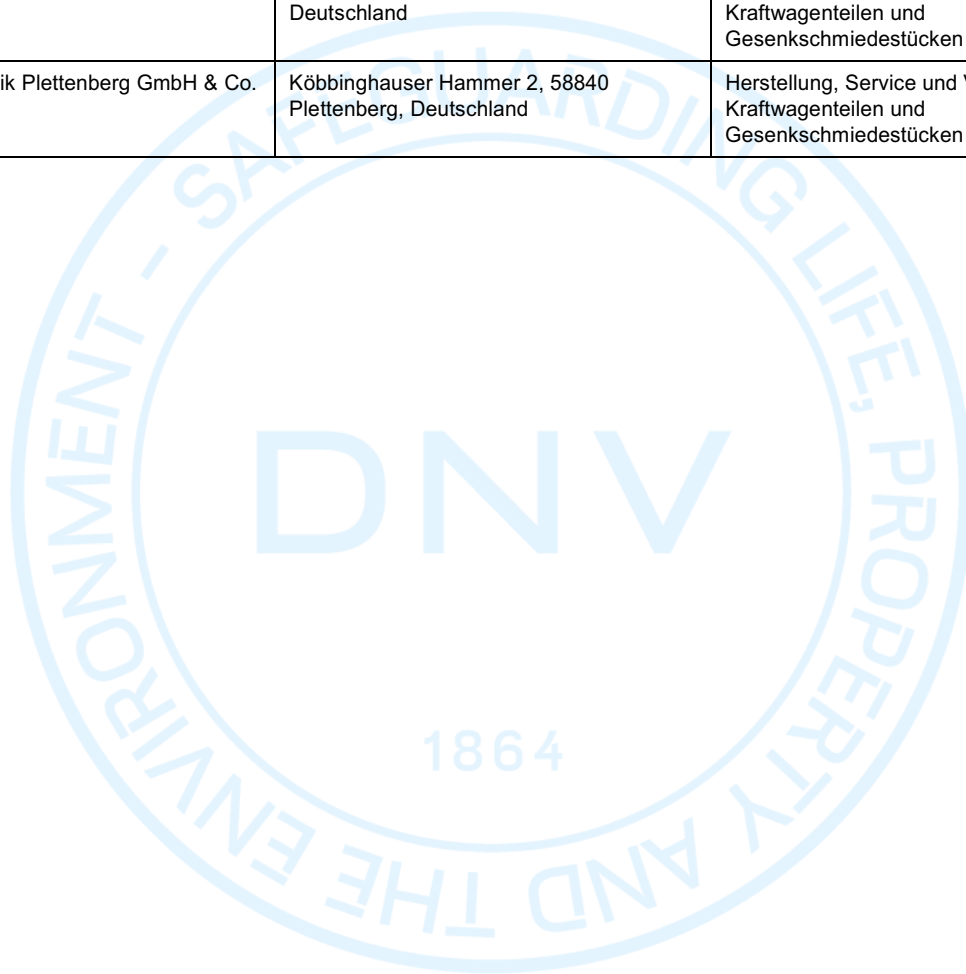 Deutschland
Kraftwagenteilen und
Gesenkschmiedestücken
ik Plettenberg GmbH & Co.
Köbbinghauser Hammer 2, 58840
Plettenberg, Deutschland
Herstellung, Service und
Kraftwagenteilen und
Gesenkschmiedestücken
SAFEGUARDING LIFE, PROPERTY AND THE ENVIRONMENT -
DNV
1864